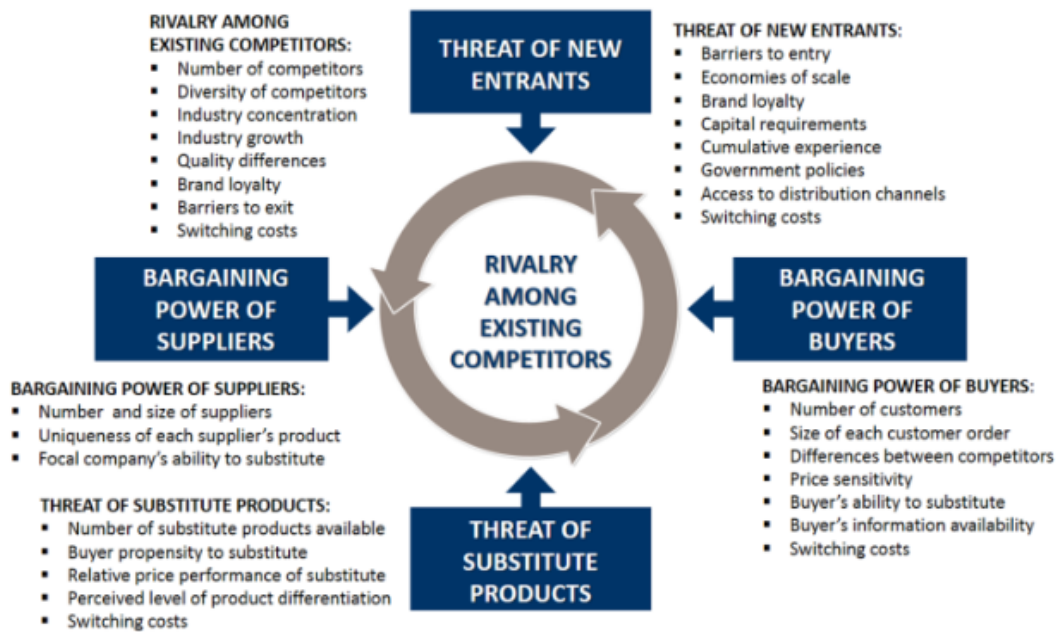 RIVALRY AMONG
EXISTING COMPETITORS:
▪ Number of competitors
▪ Diversity of competitors
▪ Industry concentration
▪ Industry growth
▪ Quality differences
▪ Brand loyalty
▪ Barriers to exit
▪ Switching costs
THREAT OF NEW
ENTRANTS
THREAT OF NEW ENTRANTS:
▪ Barriers to entry
▪ Economies of scale
▪ Brand loyalty
▪ Capital requirements
▪ Cumulative experience
▪ Government policies
▪ Access to distribution channels
▪ Switching costs
BARGAINING
POWER OF
SUPPLIERS
RIVALRY
AMONG
EXISTING
COMPETITORS
BARGAINING
POWER OF
BUYERS
BARGAINING POWER OF SUPPLIERS:
▪ Number and size of suppliers
▪ Uniqueness of each supplier's product
▪ Focal company's ability to substitute
BARGAINING POWER OF BUYERS:
▪ Number of customers
▪ Size of each customer order
▪ Differences between competitors
▪ Price sensitivity
▪ Buyer's ability to substitute
▪ Buyer's information availability
▪ Switching costs
THREAT OF SUBSTITUTE PRODUCTS:
▪ Number of substitute products available
▪ Buyer propensity to substitute
▪ Relative price performance of substitute
▪ Perceived level of product differentiation
▪ Switching costs
THREAT OF
SUBSTITUTE
PRODUCTS